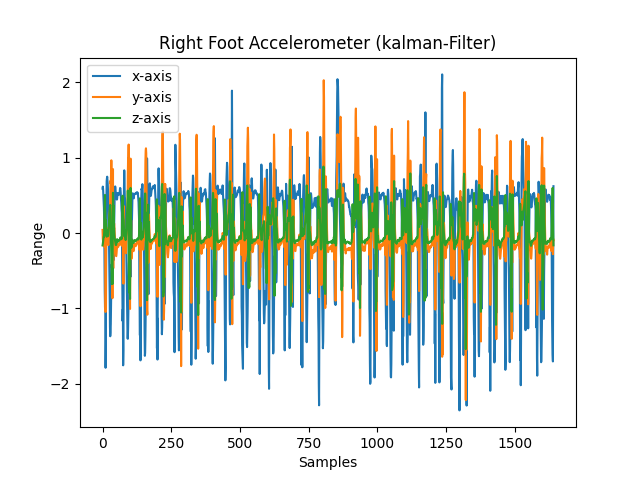 Right Foot Accelerometer (kalman-Filter)
x-axis
y-axis
z-axis
2
1
0
−1
−2
Range
0
250
500
750
1000
1250
1500
Samples